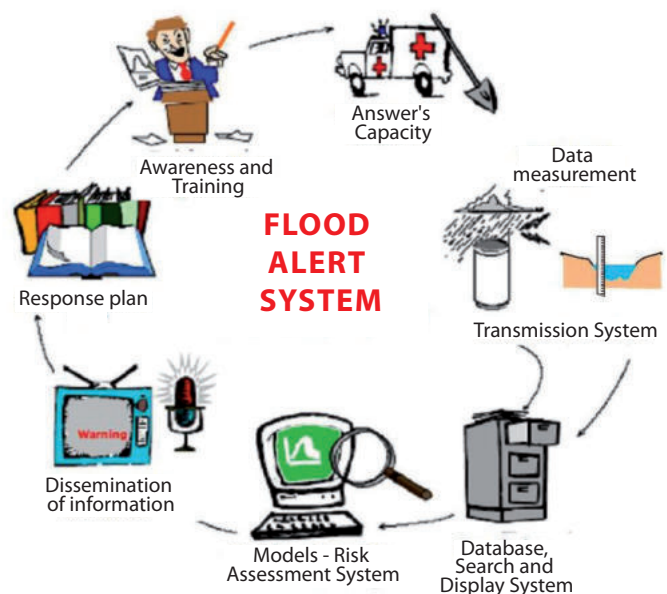 FLOOD
ALERT
SYSTEM
Data
measurement
Transmission System
Database,
Search and
Display System
Models - Risk
Assessment System
Warning
Dissemination
of information
Response plan
Awareness and
Training
Answer's
Capacity